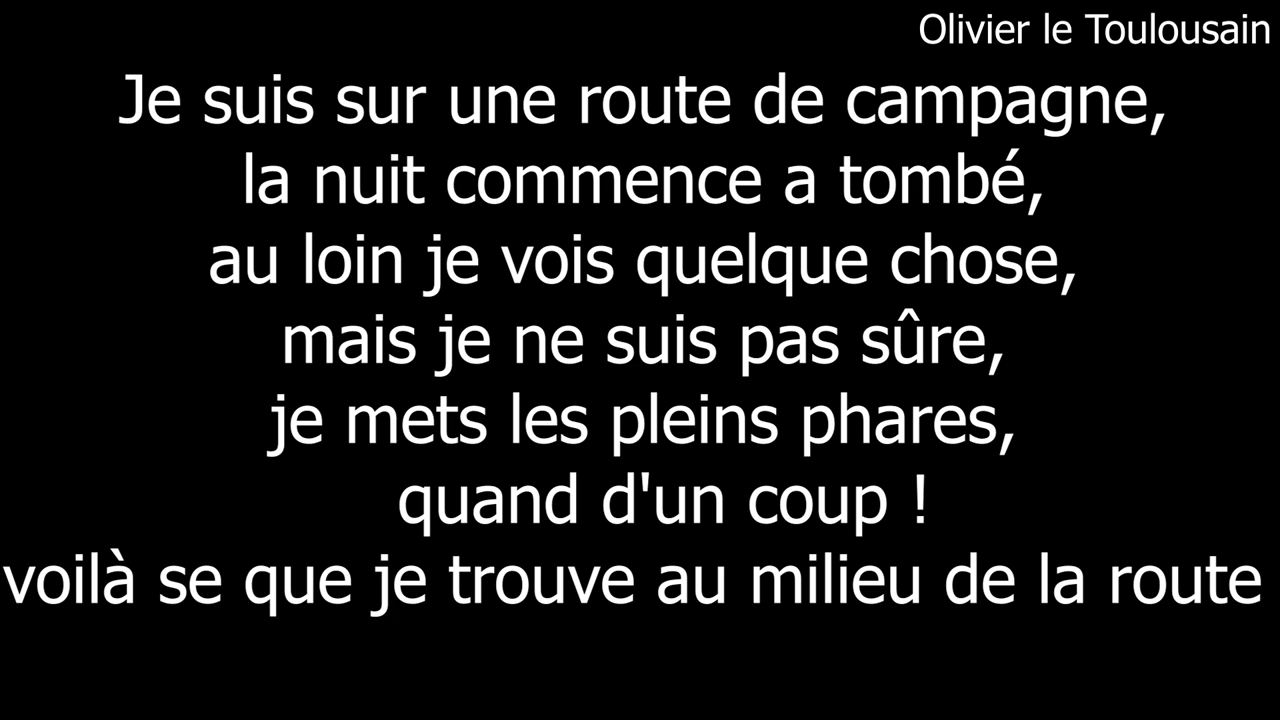 Olivier le Toulousain
Je suis sur une route de campagne,
la nuit commence a tombé,
au loin je vois quelque chose,
mais je ne suis pas sûre,
je mets les pleins phares,
quand d'un coup !
voilà se que je trouve au milieu de la route